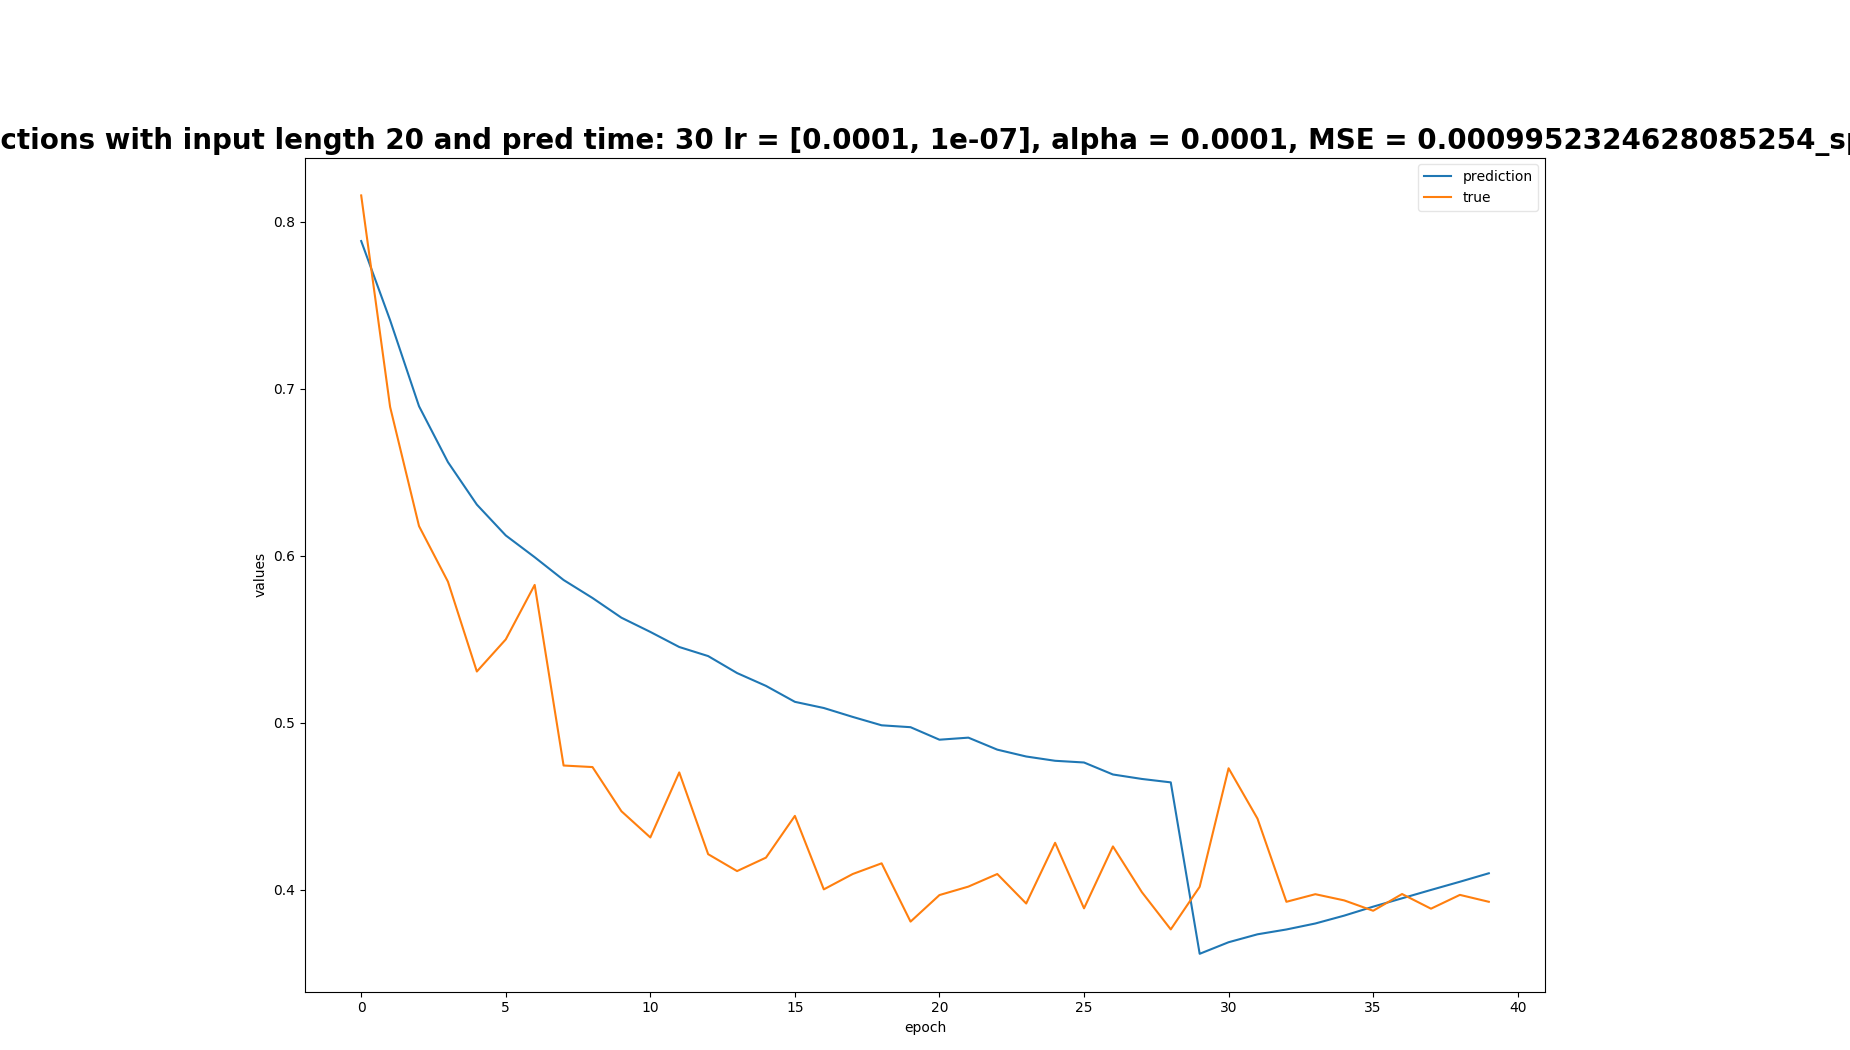 ctions with input length 20 and pred time: 30 lr = [0.0001, 1e-07], alpha = 0.0001, MSE = 0.0009952324628085254_sp
prediction
true
0.8
0.7
0.6
0.5
0.4
values
0 5 10 15 20 25 30 35 40
epoch